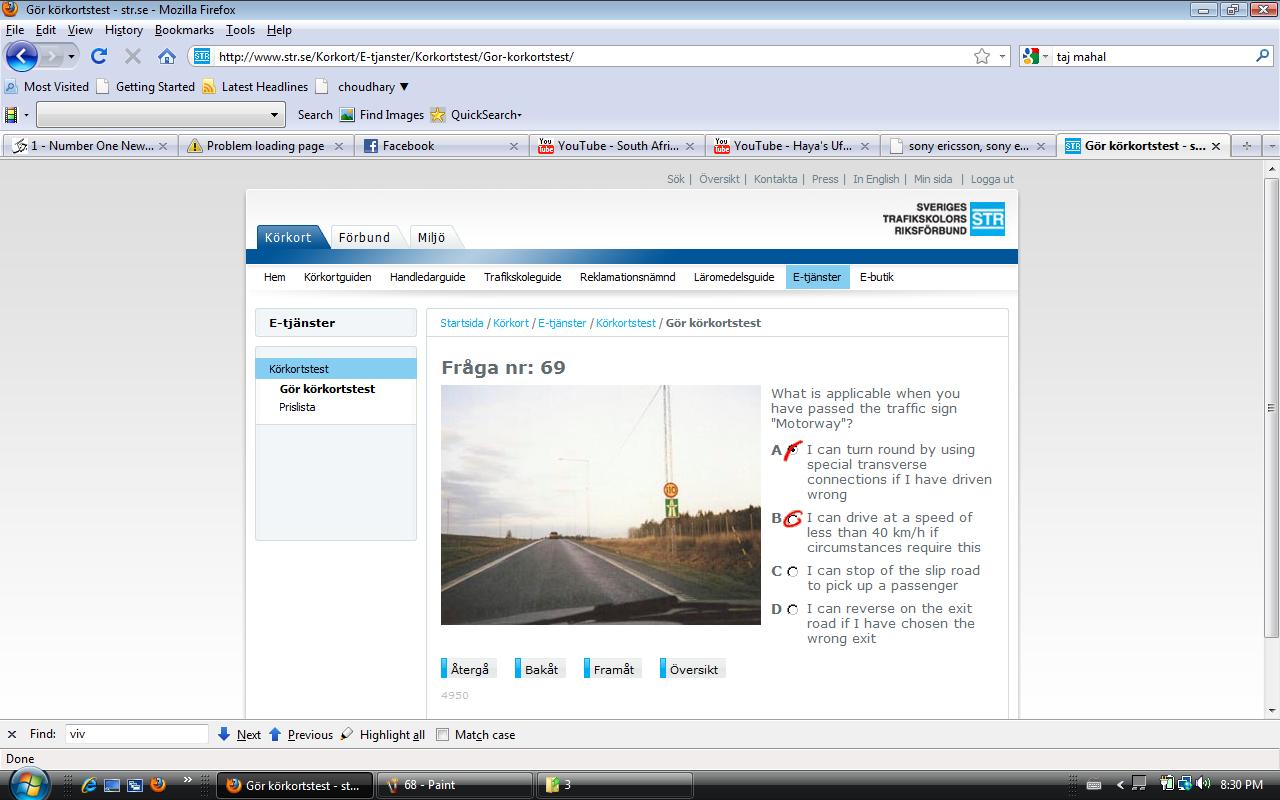 Gör körkortstest - str.se - Mozilla Firefox
File Edit View History Bookmarks Tools Help
STR http://www.str.se/Korkort/E-tjanster/Korkortstest/Gor-korkortstest/ taj mahal
Most Visited Getting Started Latest Headlines choudhary ▼
Search Find Images QuickSearch
1 - Number One New... Problem loading page Facebook YouTube - South Afri... YouTube - Haya's Uf... sony ericsson, sony e... Gör körkortstest - s...
Sök | Översikt | Kontakta | Press | In English | Min sida | Logga ut
SVERIGES
TRAFIKSKOLORS STR
RIKSFÖRBUND
Körkort Förbund Miljö
Hem Körkortguiden Handledarguide Trafikskoleguide Reklamationsnämnd Läromedelsguide E-tjänster E-butik
E-tjänster
Körkortstest
Gör körkortstest
Prislista
Startsida / Körkort / E-tjänster / Körkortstest / Gör körkortstest
Fråga nr: 69
110
What is applicable when you
have passed the traffic sign
"Motorway"?
A I can turn round by using
special transverse
connections if I have driven
wrong
B I can drive at a speed of
less than 40 km/h if
circumstances require this
C I can stop of the slip road
to pick up a passenger
D I can reverse on the exit
road if I have chosen the
wrong exit
Återgå Bakåt Framåt Översikt
4950
Find: viv Next Previous Highlight all Match case
Done
Gör körkortstest - st... 68 - Paint 3 8:30 PM